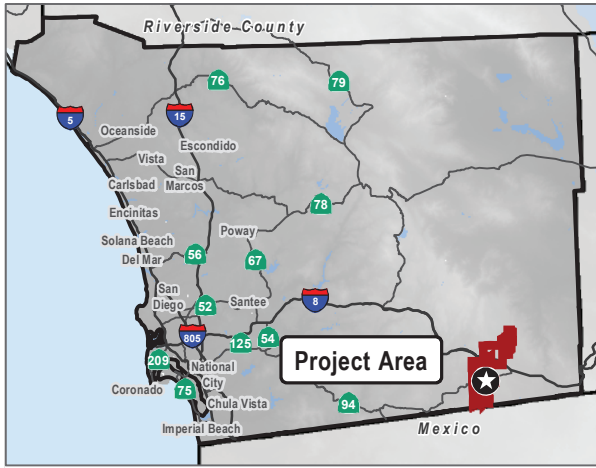 Riverside County
76
79
5
15
Oceanside
Escondido
Vista
San
Marcos
Carlsbad
78
Encinitas
Poway
Solana Beach
56
67
Del Mar
San
Diego
52
Santee
8
805
125
54
Project Area
209
National
City
Coronado
75
Chula Vista
94
Imperial Beach
Mexico